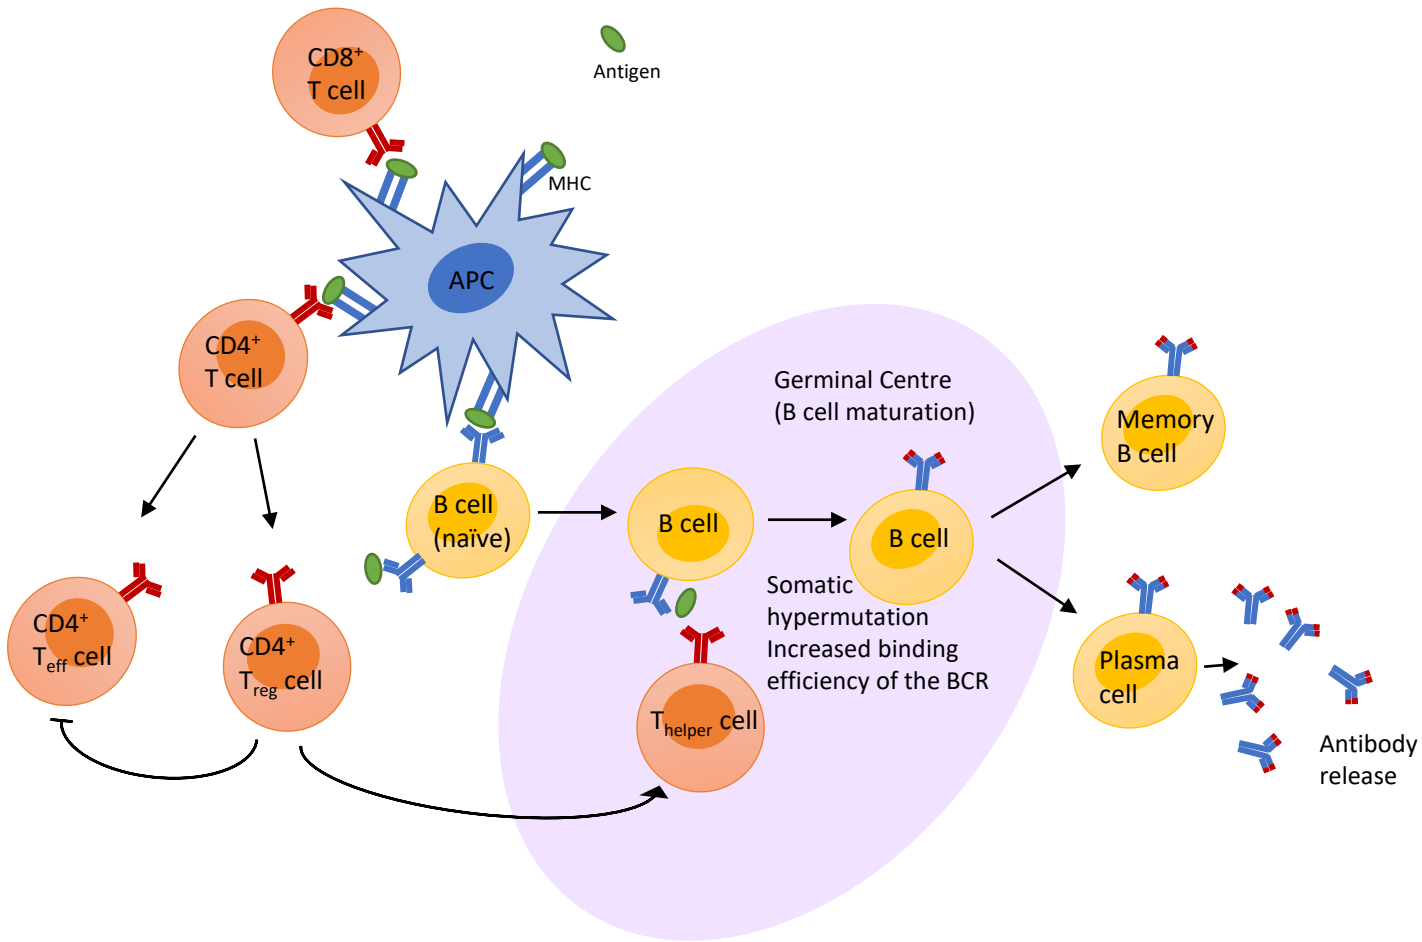 CD8⁺
T cell
Antigen
MHC
APC
CD4⁺
T cell
Germinal Centre
(B cell maturation)
Memory
B cell
B cell
(naïve)
B cell
B cell
Somatic
hypermutation
Increased binding
efficiency of the BCR
CD4⁺
Teff cell
CD4⁺
Treg cell
Thelper cell
Plasma
cell
Antibody
release